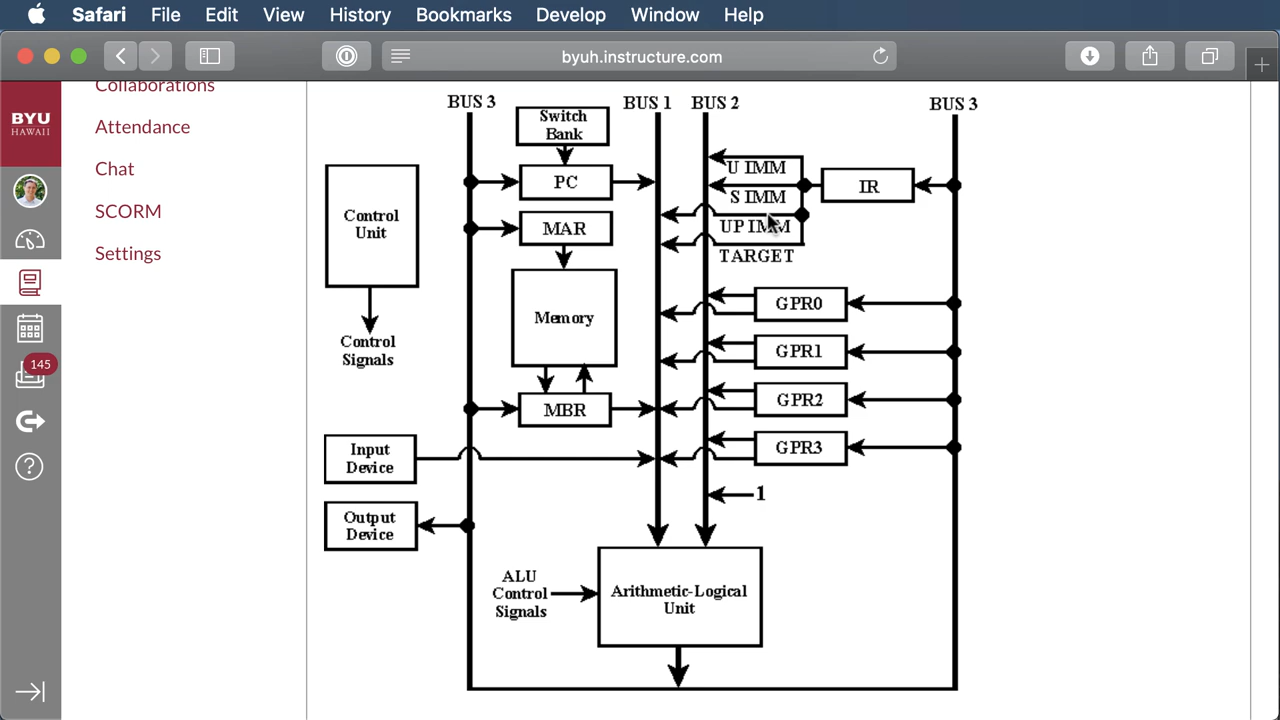 Safari File Edit View History Bookmarks Develop Window Help
byuh.instructure.com
BYU
HAWAII
145
Collaborations
Attendance
Chat
SCORM
Settings
BUS 3
BUS 1
BUS 2
BUS 3
Switch
Bank
PC
MAR
Memory
MBR
Control
Unit
Control
Signals
Input
Device
Output
Device
U IMM
S IMM
UP IMM
TARGET
IR
GPR0
GPR1
GPR2
GPR3
1
ALU
Control
Signals
Arithmetic-Logical
Unit